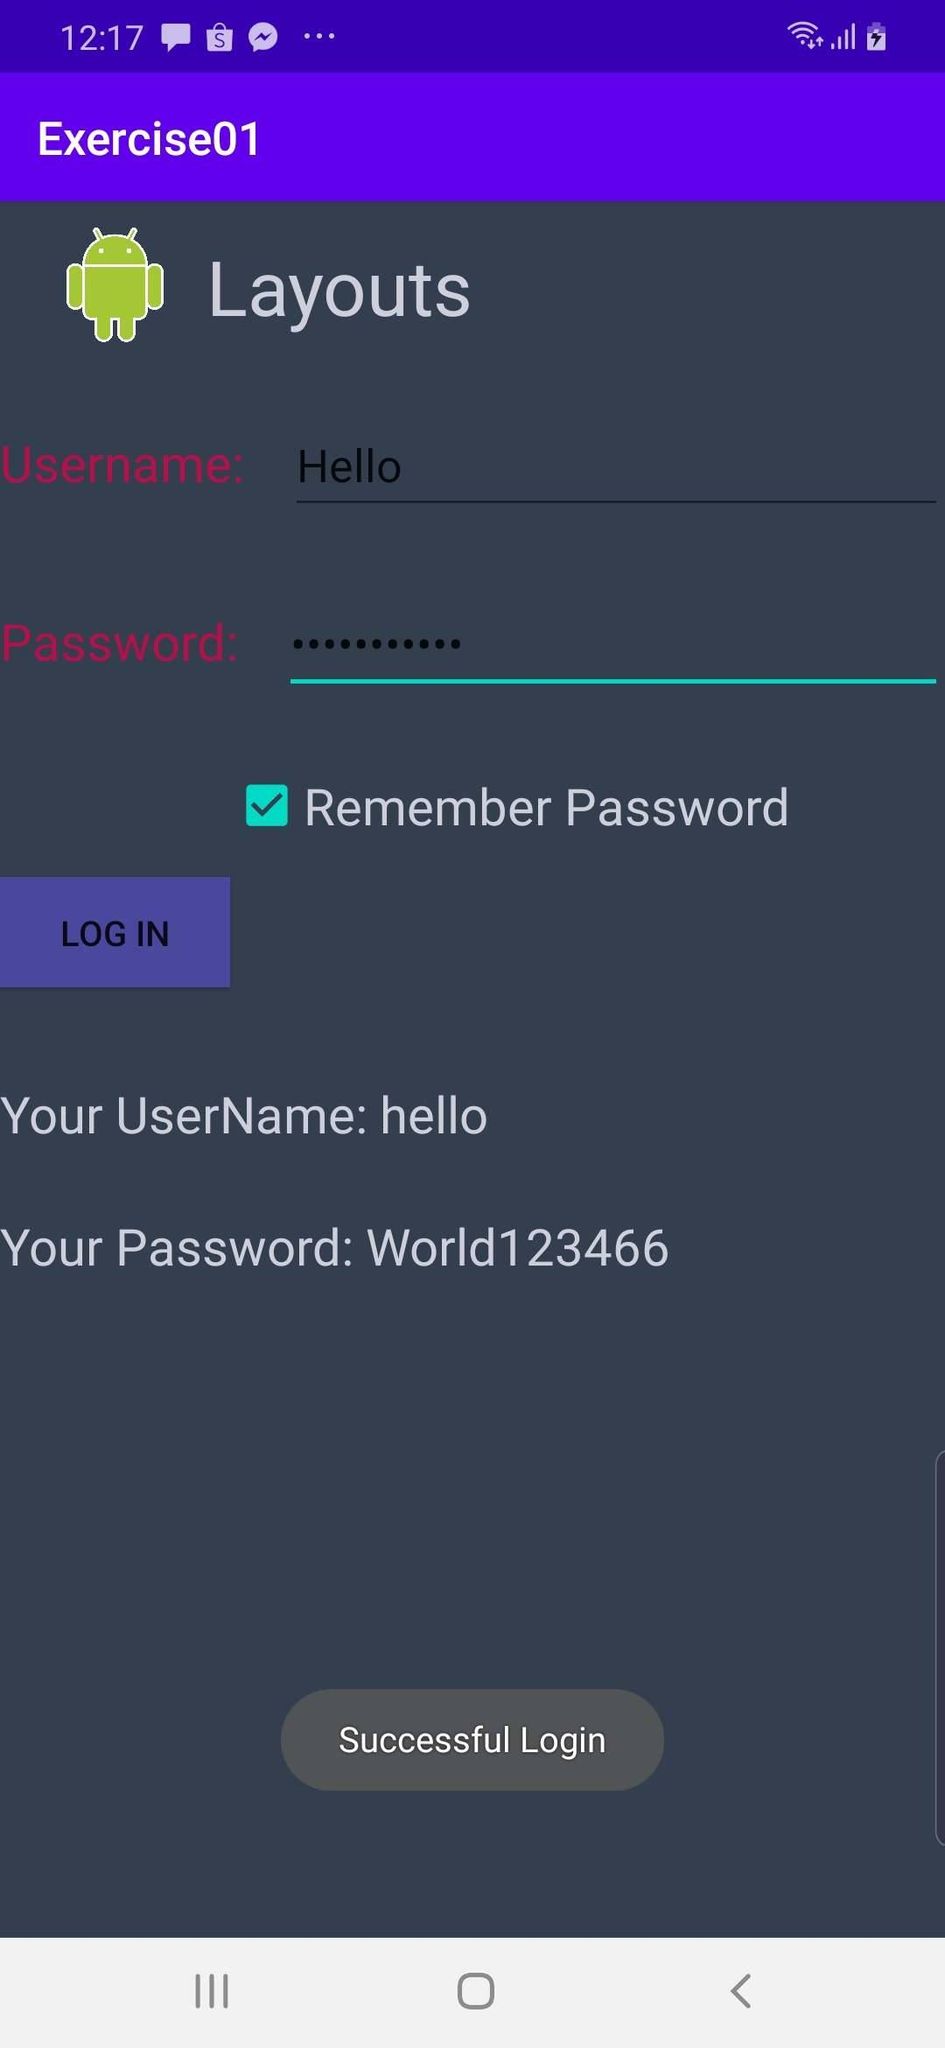 12:17
Exercise01
Layouts
Username: Hello
Password: •••••••••••
Remember Password
LOG IN
Your UserName: hello
Your Password: World123466
Successful Login